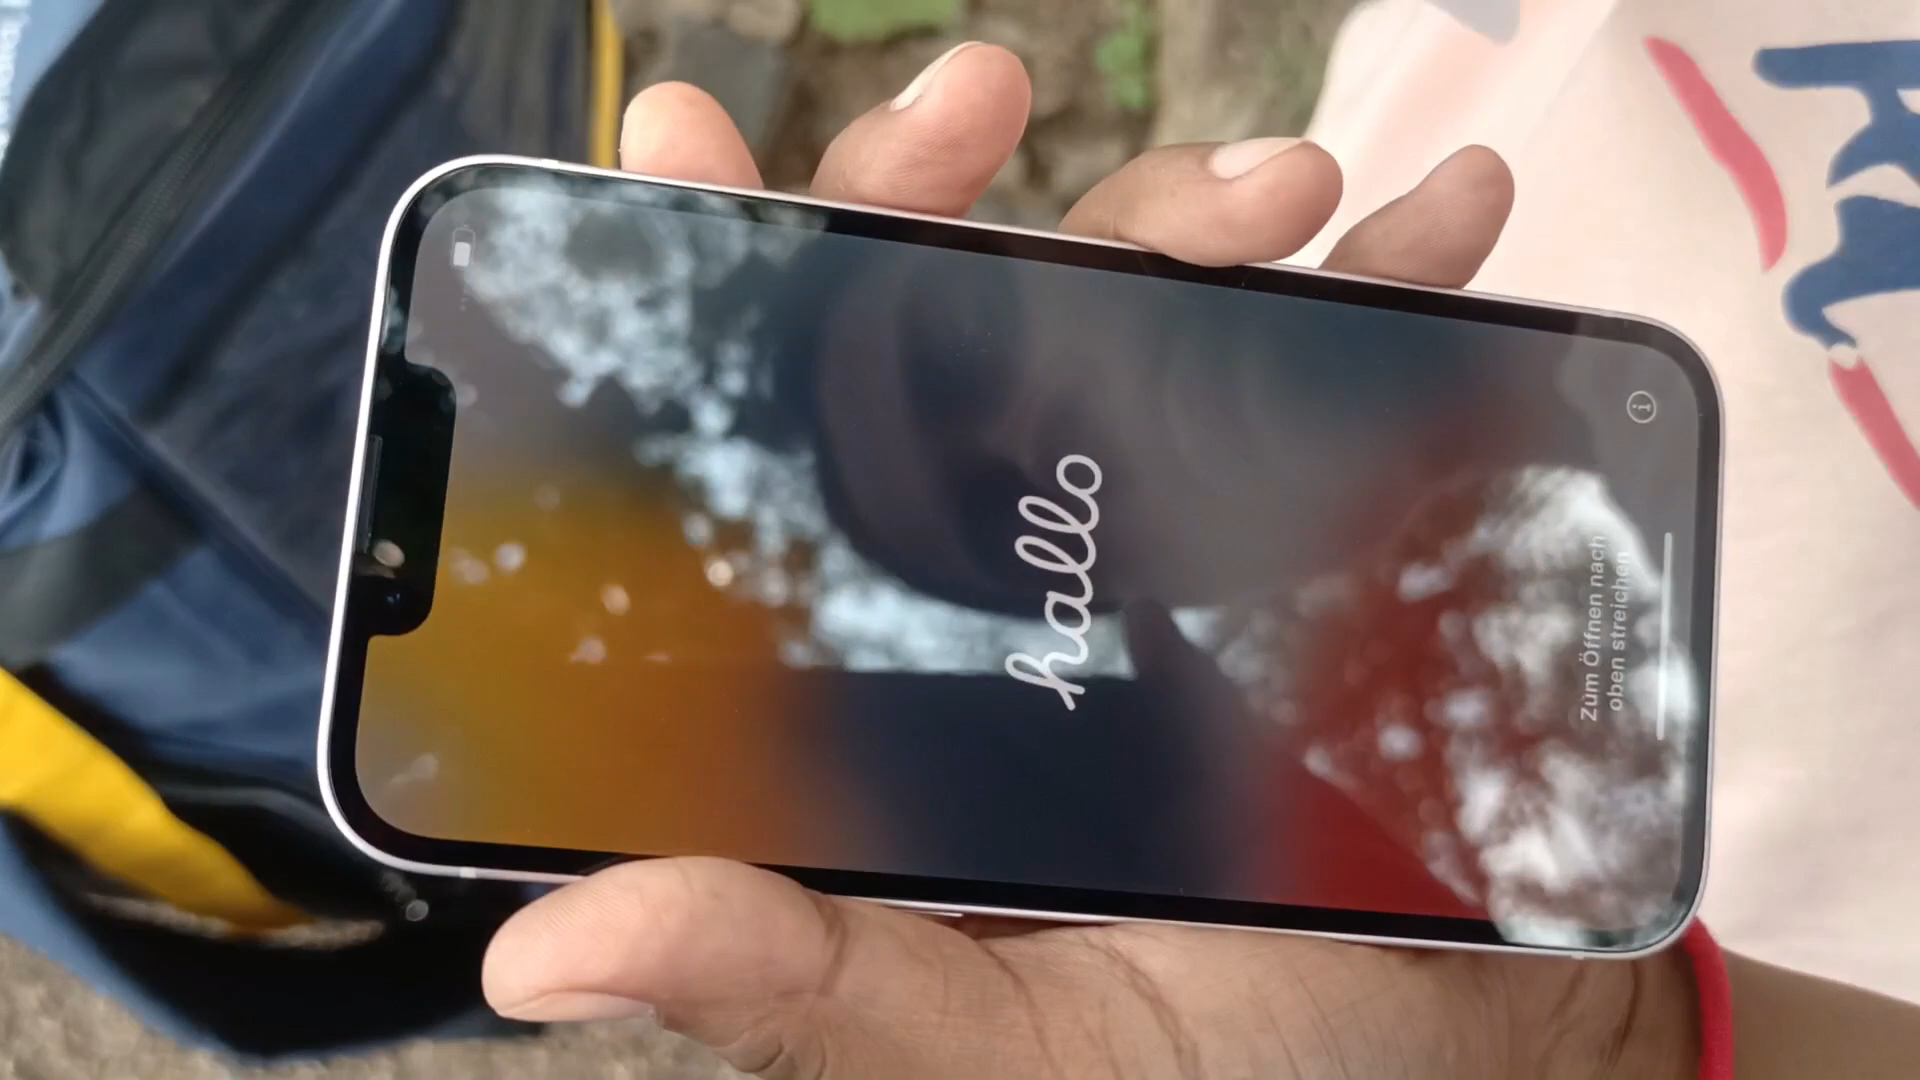 hallo
Zum Öffnen nach
oben streichen